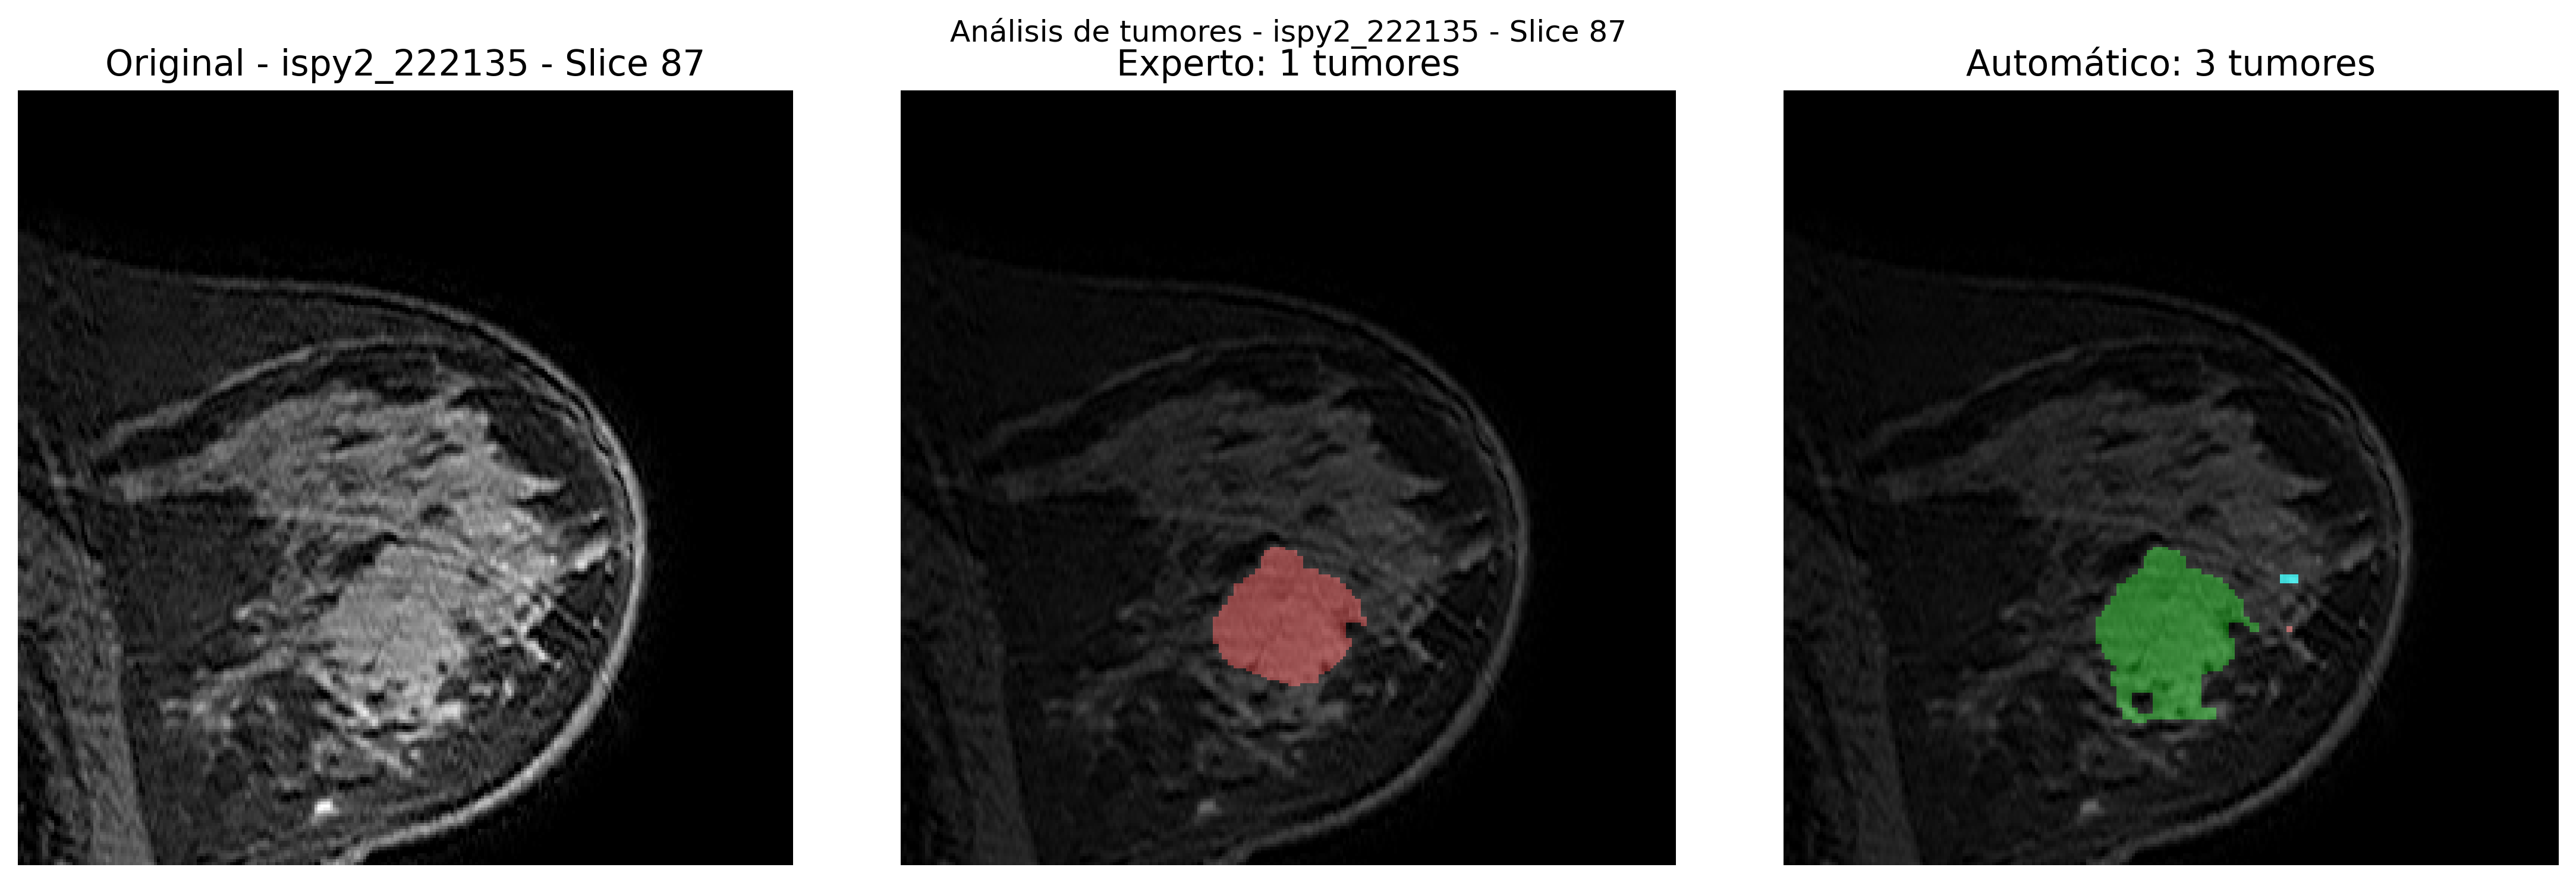 Análisis de tumores - ispy2_222135 - Slice 87
Original - ispy2_222135 - Slice 87
Experto: 1 tumores
Automático: 3 tumores